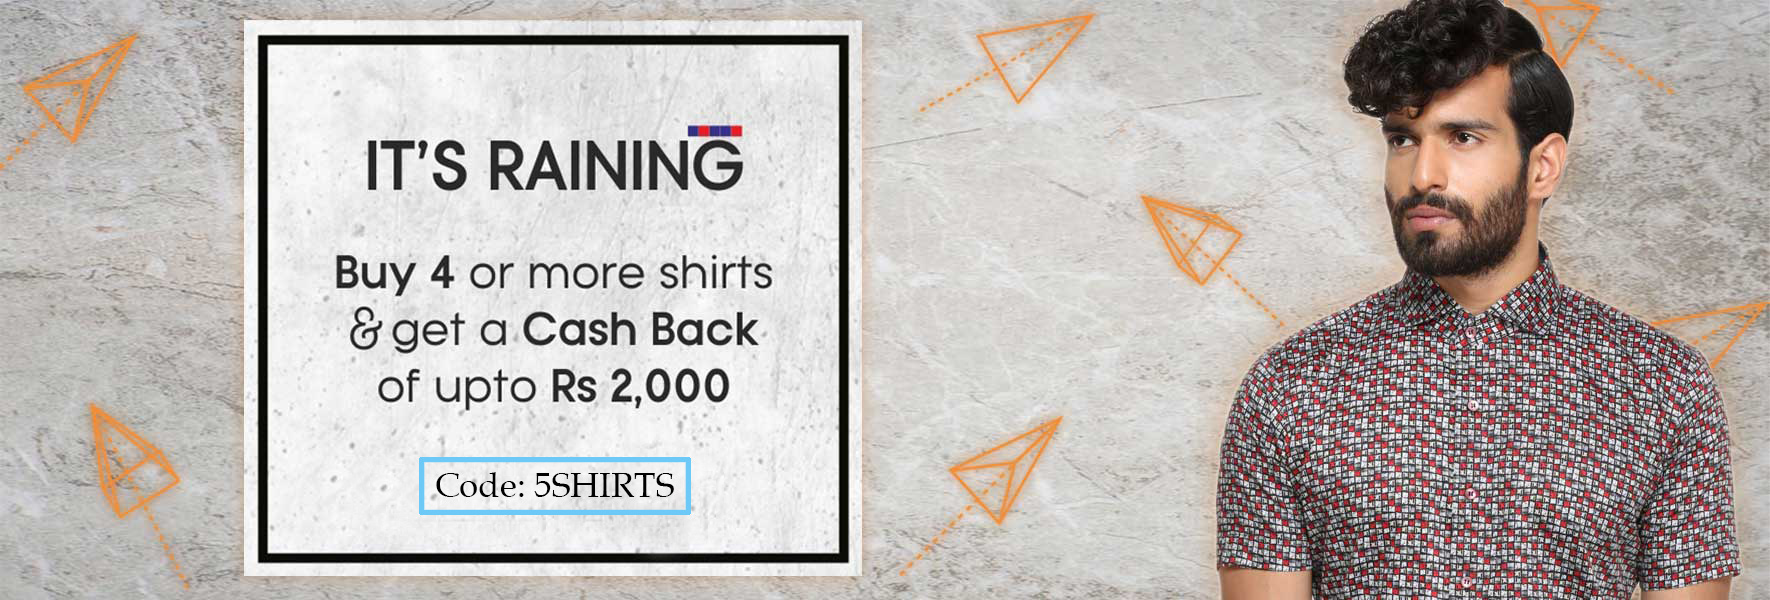 IT'S RAINING
Buy 4 or more shirts
& get a Cash Back
of upto Rs 2,000
Code: 5SHIRTS